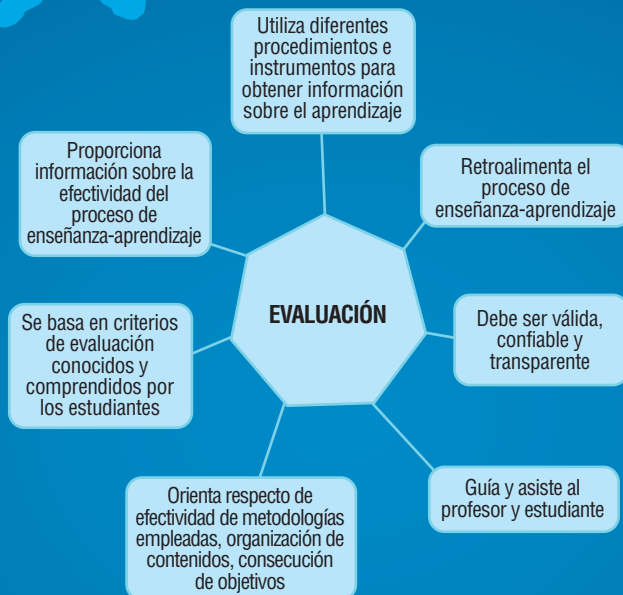 Utiliza diferentes
procedimientos e
instrumentos para
obtener información
sobre el aprendizaje
Proporciona
información sobre la
efectividad del
proceso de
enseñanza-aprendizaje
Retroalimenta el
proceso de
enseñanza-aprendizaje
EVALUACIÓN
Se basa en criterios
de evaluación
conocidos y
comprendidos por
los estudiantes
Debe ser válida,
confiable y
transparente
Orienta respecto de
efectividad de metodologías
empleadas, organización de
contenidos, consecución
de objetivos
Guía y asiste al
profesor y estudiante